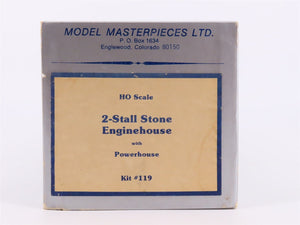 MODEL MASTERPIECES LTD.
P.O. Box 1634
Englewood, Colorado 80150
HO Scale
2-Stall Stone
Enginehouse
with
Powerhouse
Kit #119